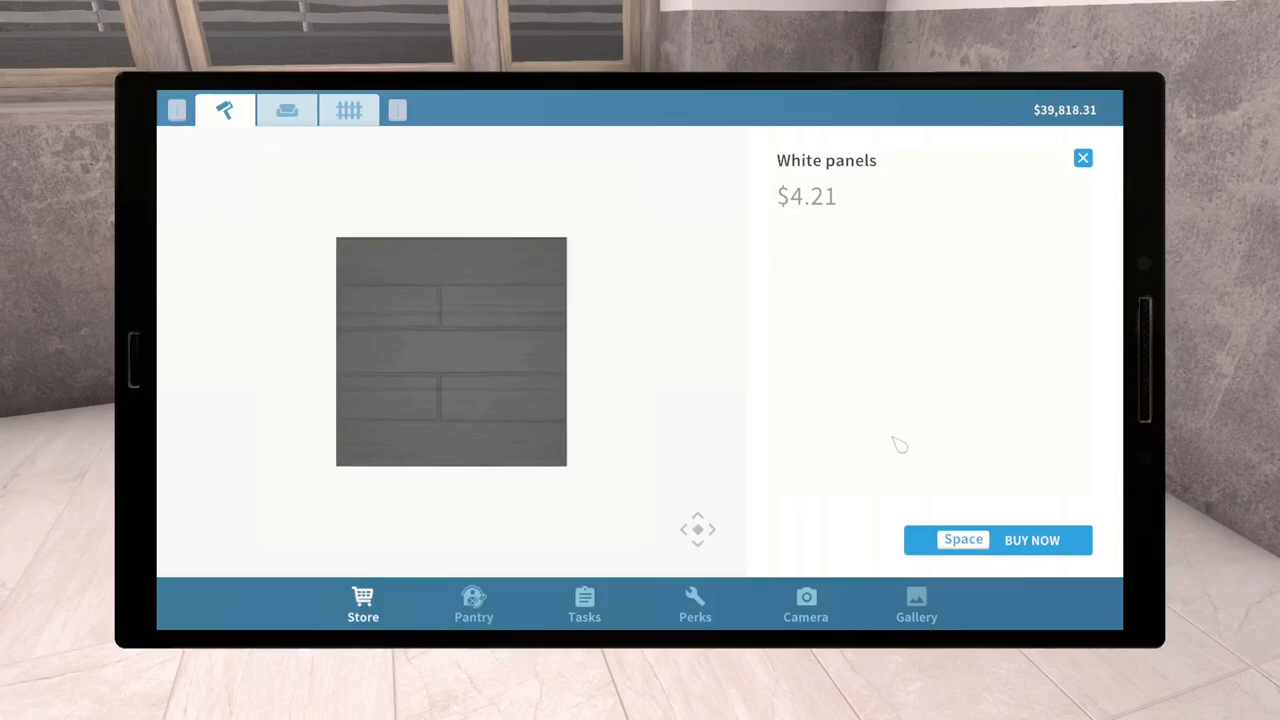 $39,818.31
White panels
$4.21
Space BUY NOW
Store Pantry Tasks Perks Camera Gallery